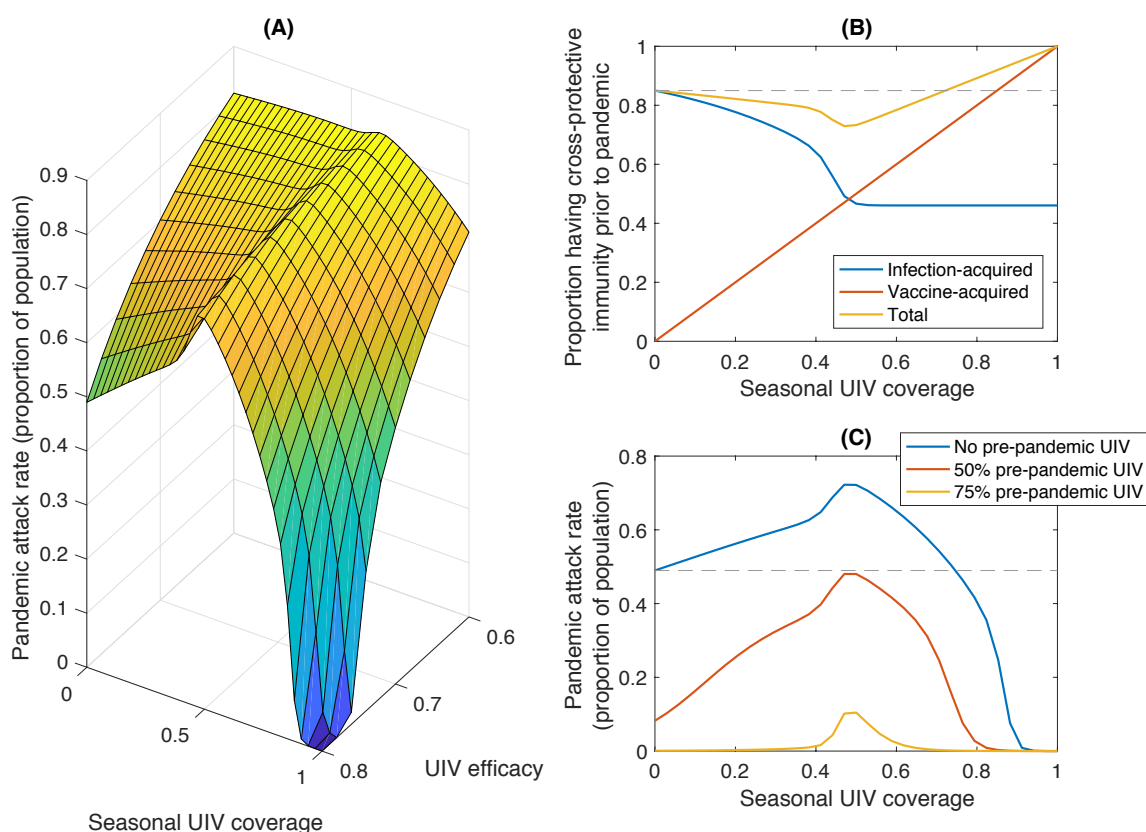 (A)
0.9
0.8
0.7
0.6
0.5
0.4
0.3
0.2
0.1
0
Pandemic attack rate (proportion of population)
0
0.5
1
Seasonal UIV coverage
0.8
0.7
0.6
UIV efficacy
(B)
1
0.8
0.6
0.4
0.2
0
Proportion having cross-protective
immunity prior to pandemic
Infection-acquired
Vaccine-acquired
Total
0 0.2 0.4 0.6 0.8 1
Seasonal UIV coverage
(C)
No pre-pandemic UIV
50% pre-pandemic UIV
75% pre-pandemic UIV
0.8
0.6
0.4
0.2
0
Pandemic attack rate
(proportion of population)
0 0.2 0.4 0.6 0.8 1
Seasonal UIV coverage